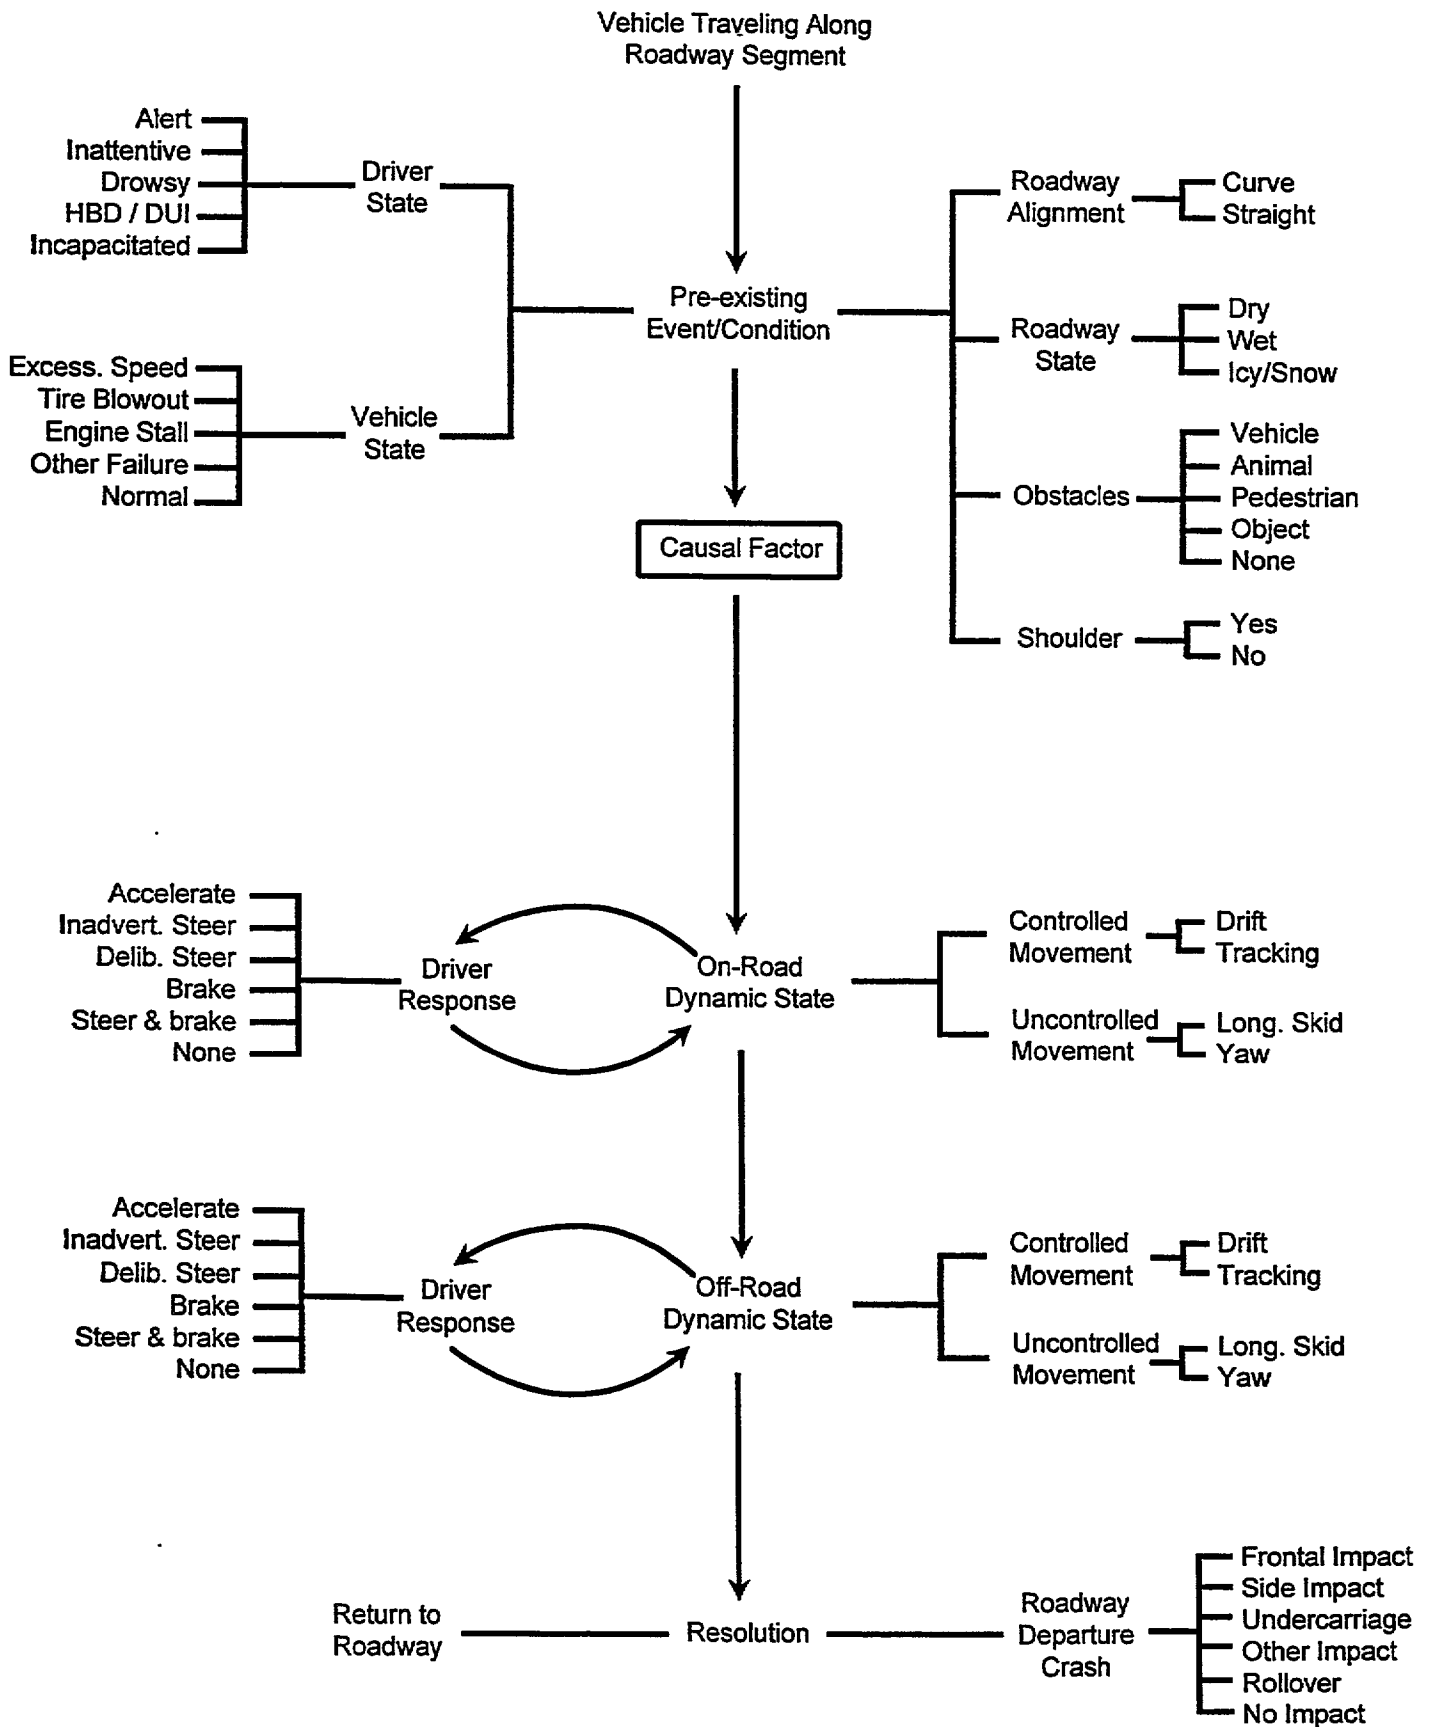 Vehicle Traveling Along
Roadway Segment
Alert
Inattentive
Drowsy
HBD / DUI
Incapacitated
Driver
State
Excess. Speed
Tire Blowout
Engine Stall
Other Failure
Normal
Vehicle
State
Pre-existing
Event/Condition
Roadway
Alignment
Curve
Straight
Roadway
State
Dry
Wet
Icy/Snow
Obstacles
Vehicle
Animal
Pedestrian
Object
None
Shoulder
Yes
No
Causal Factor
Accelerate
Inadvert. Steer
Delib. Steer
Brake
Steer & brake
None
Driver
Response
On-Road
Dynamic State
Controlled
Movement
Drift
Tracking
Uncontrolled
Movement
Long. Skid
Yaw
Accelerate
Inadvert. Steer
Delib. Steer
Brake
Steer & brake
None
Driver
Response
Off-Road
Dynamic State
Controlled
Movement
Drift
Tracking
Uncontrolled
Movement
Long. Skid
Yaw
Return to
Roadway
Resolution
Roadway
Departure
Crash
Frontal Impact
Side Impact
Undercarriage
Other Impact
Rollover
No Impact